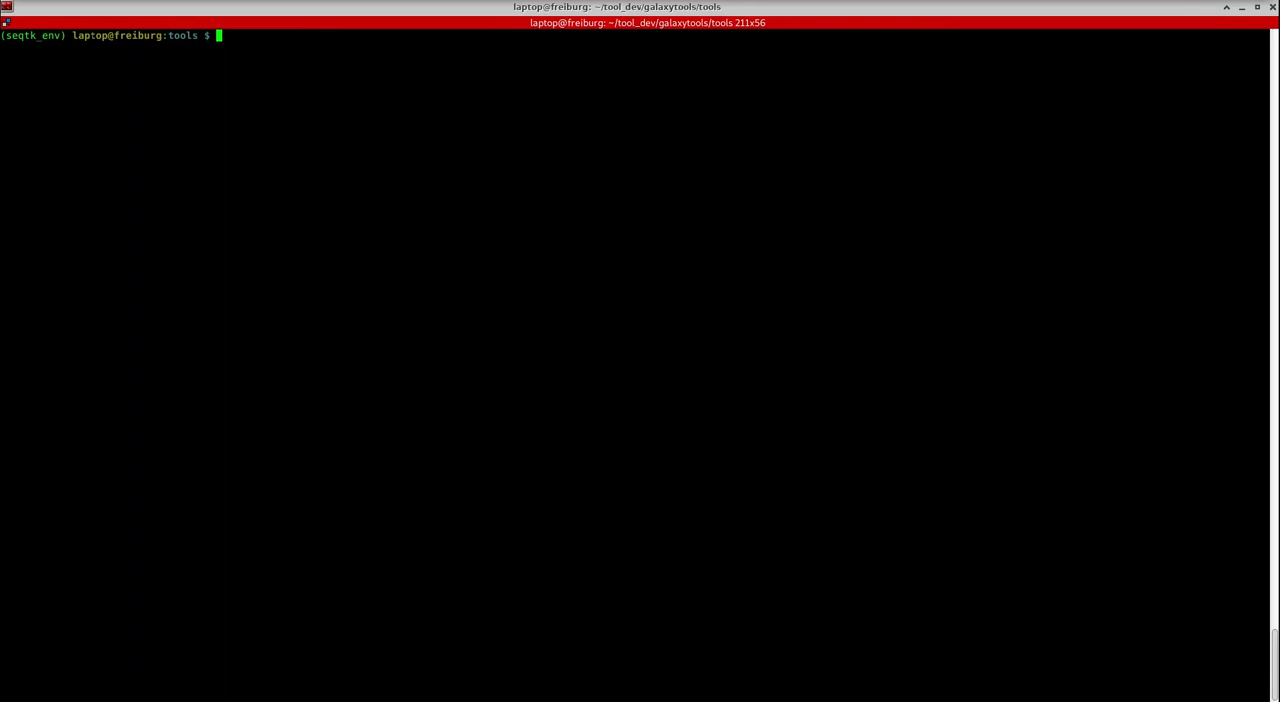 laptop@freiburg: ~/tool_dev/galaxytools/tools
laptop@freiburg: ~/tool_dev/galaxytools/tools 211x56
(seqtk_env) laptop@freiburg:tools $